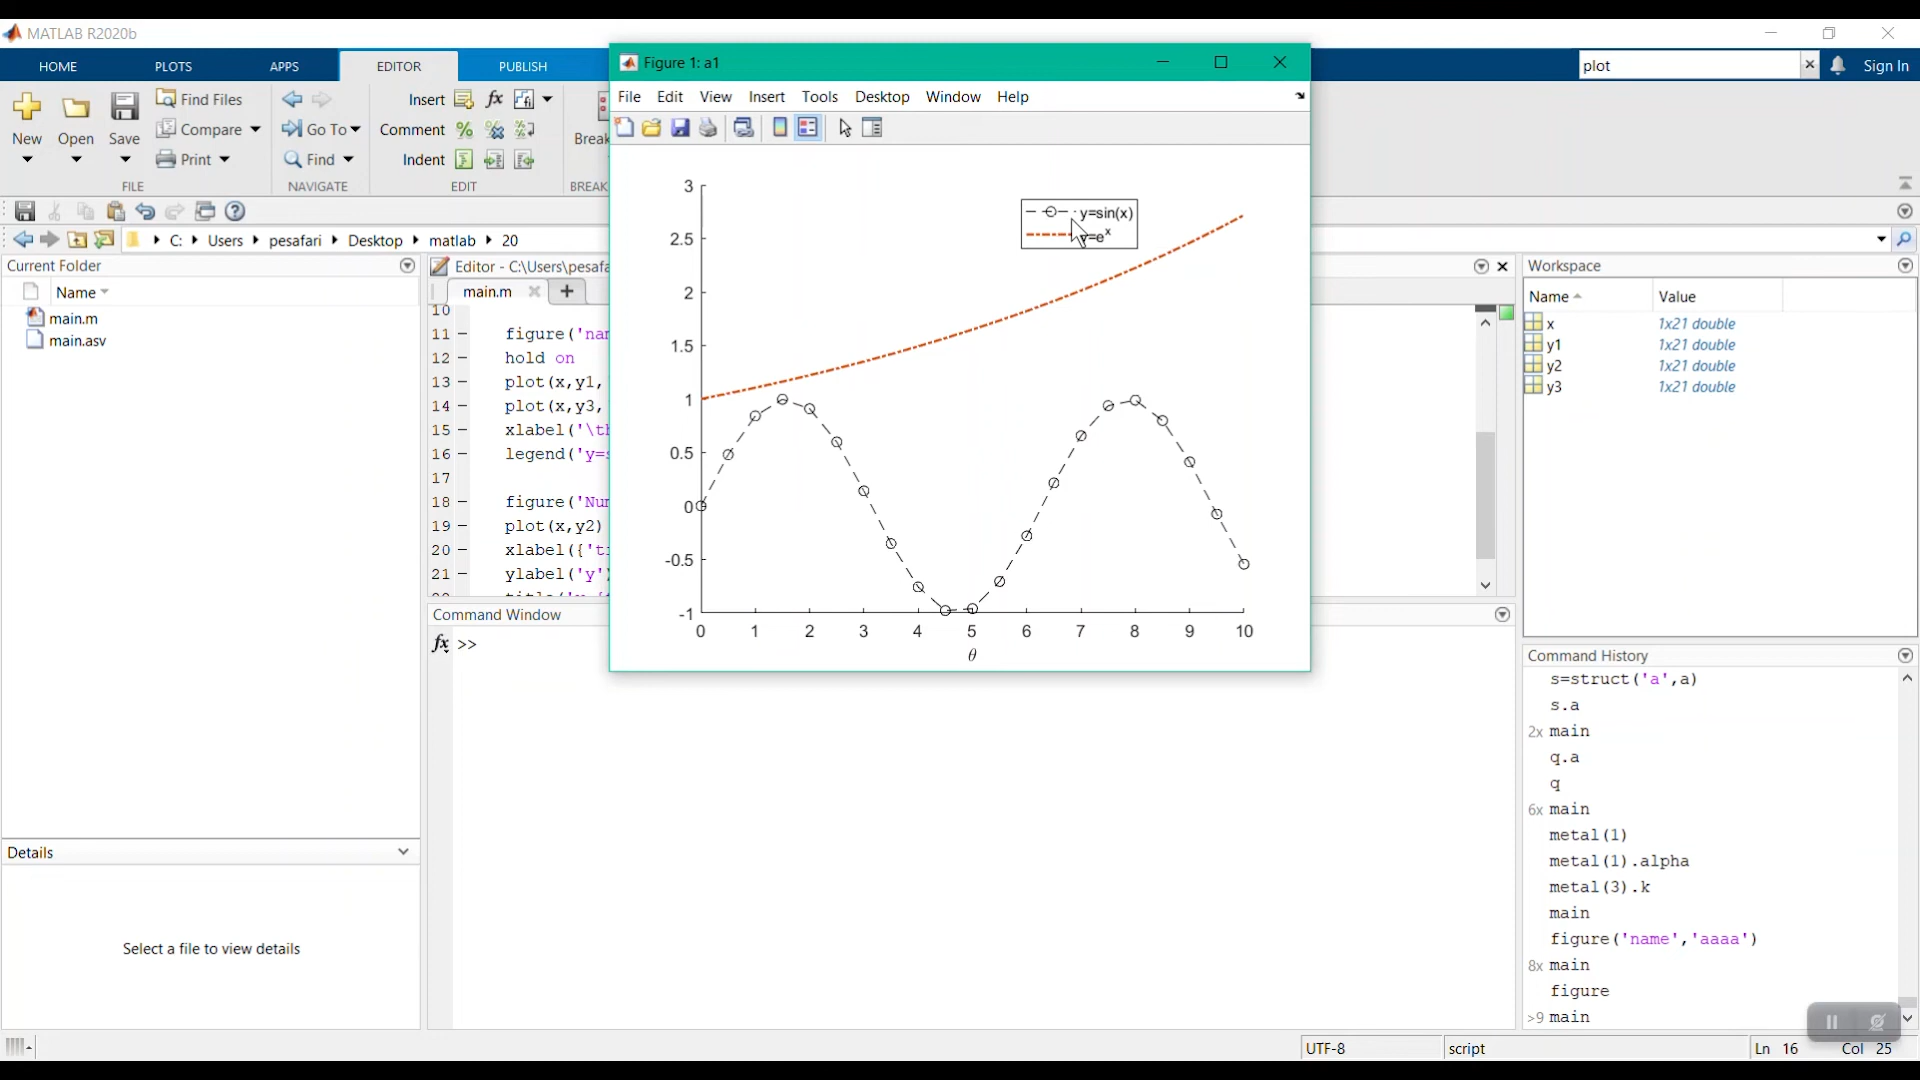 MATLAB R2020b
HOME PLOTS APPS EDITOR PUBLISH
plot
Sign In
New
Open
Save
Find Files
Compare
Print
FILE
Go To
Find
NAVIGATE
Insert
Comment
Indent
EDIT
Break
BREAK
C: Users pesafari Desktop matlab 20
Current Folder
Name
main.m
main.asv
Details
Select a file to view details
Editor - C:\Users\pesafa
main.m
10
11 figure('nam
12 hold on
13 plot(x,y1,
14 plot(x,y3,
15 xlabel('\th
16 legend('y=s
17
18 figure('Num
19 plot(x,y2)
20 xlabel({'ti
21 ylabel('y')
Command Window
fx >>
Figure 1: a1
File Edit View Insert Tools Desktop Window Help
3
2.5
2
1.5
1
0.5
0
-0.5
-1
0 1 2 3 4 5 6 7 8 9 10
θ
y=sin(x)
y=e^x
Workspace
Name Value
x 1x21 double
y1 1x21 double
y2 1x21 double
y3 1x21 double
Command History
s=struct('a',a)
s.a
2x main
q.a
q
6x main
metal(1)
metal(1).alpha
metal(3).k
main
figure('name','aaaa')
8x main
figure
>9 main
UTF-8 script Ln 16 Col 25